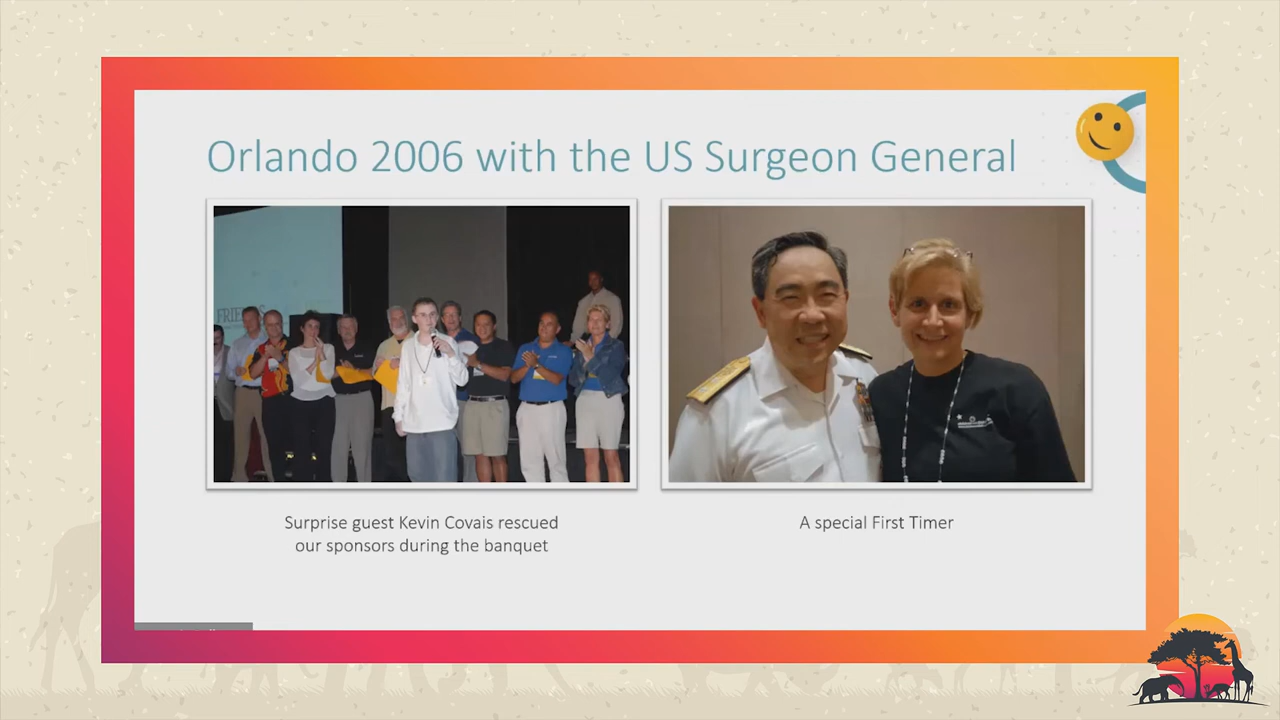 Orlando 2006 with the US Surgeon General
Surprise guest Kevin Covais rescued
our sponsors during the banquet
A special First Timer